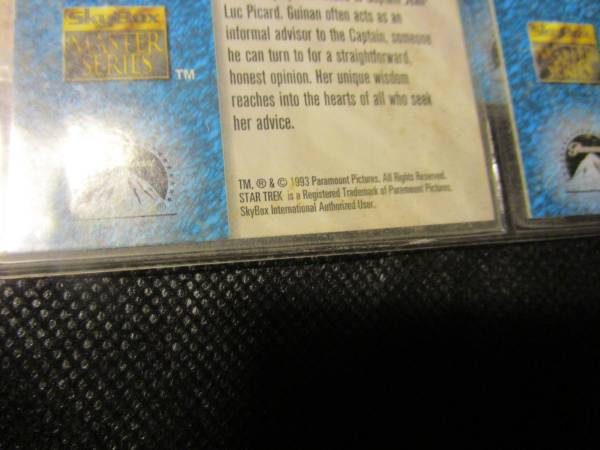 SkyBox
MASTER
SERIES
TM
Luc Picard. Guinan often acts as an
informal advisor to the Captain, someone
he can turn to for a straightforward,
honest opinion. Her unique wisdom
reaches into the hearts of all who seek
her advice.
TM, ® & © 1993 Paramount Pictures. All Rights Reserved.
STAR TREK is a Registered Trademark of Paramount Pictures.
SkyBox International Authorized User.